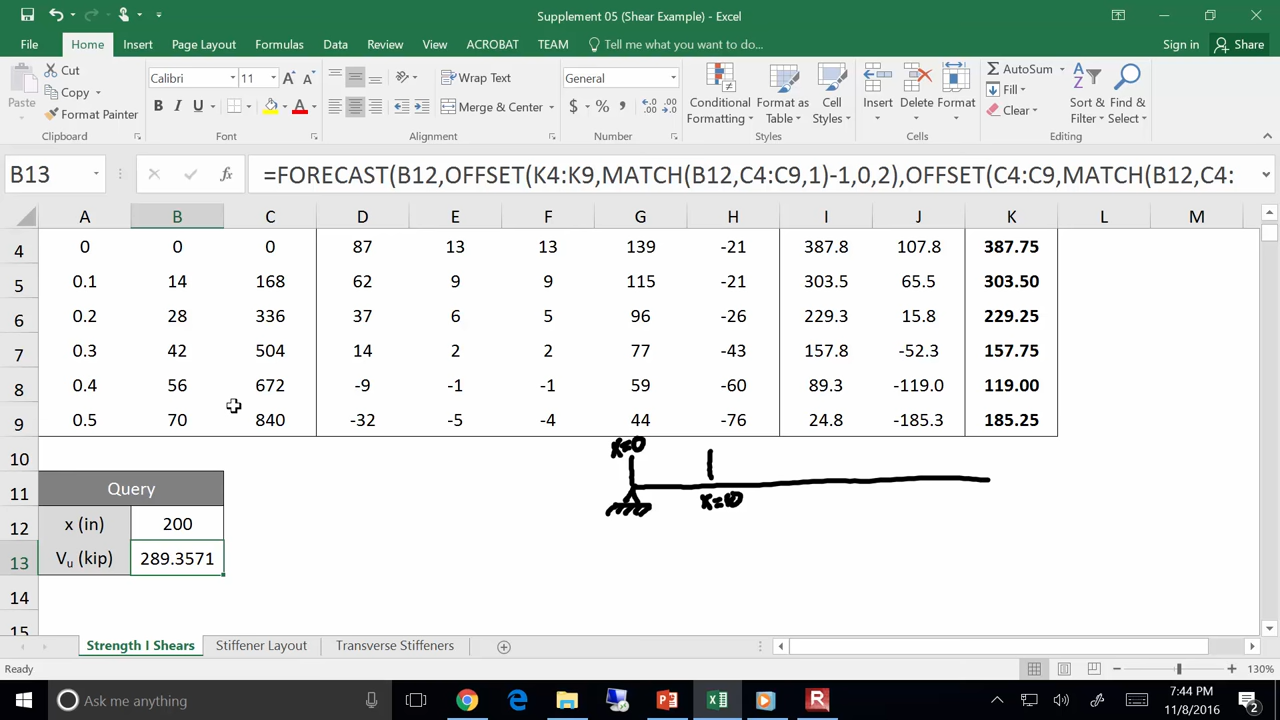 Supplement 05 (Shear Example) - Excel
File Home Insert Page Layout Formulas Data Review View ACROBAT TEAM Tell me what you want to do... Sign in Share
Paste Cut Copy Format Painter Clipboard
Calibri 11 A A B I U A Font
Wrap Text Merge & Center Alignment
General $ % , .0 .00 .00 .0 Number
Conditional Formatting Format as Table Cell Styles Styles
Insert Delete Format Cells
AutoSum Fill Clear Sort & Filter Find & Select Editing
B13 fx =FORECAST(B12,OFFSET(K4:K9,MATCH(B12,C4:C9,1)-1,0,2),OFFSET(C4:C9,MATCH(B12,C4:
A B C D E F G H I J K L M
4 0 0 0 87 13 13 139 -21 387.8 107.8 387.75
5 0.1 14 168 62 9 9 115 -21 303.5 65.5 303.50
6 0.2 28 336 37 6 5 96 -26 229.3 15.8 229.25
7 0.3 42 504 14 2 2 77 -43 157.8 -52.3 157.75
8 0.4 56 672 -9 -1 -1 59 -60 89.3 -119.0 119.00
9 0.5 70 840 -32 -5 -4 44 -76 24.8 -185.3 185.25
10 x=0
11 Query x=
12 x (in) 200
13 Vu (kip) 289.3571
14
15
Strength I Shears Stiffener Layout Transverse Stiffeners
Ready 130%
Ask me anything 7:44 PM
11/8/2016 2